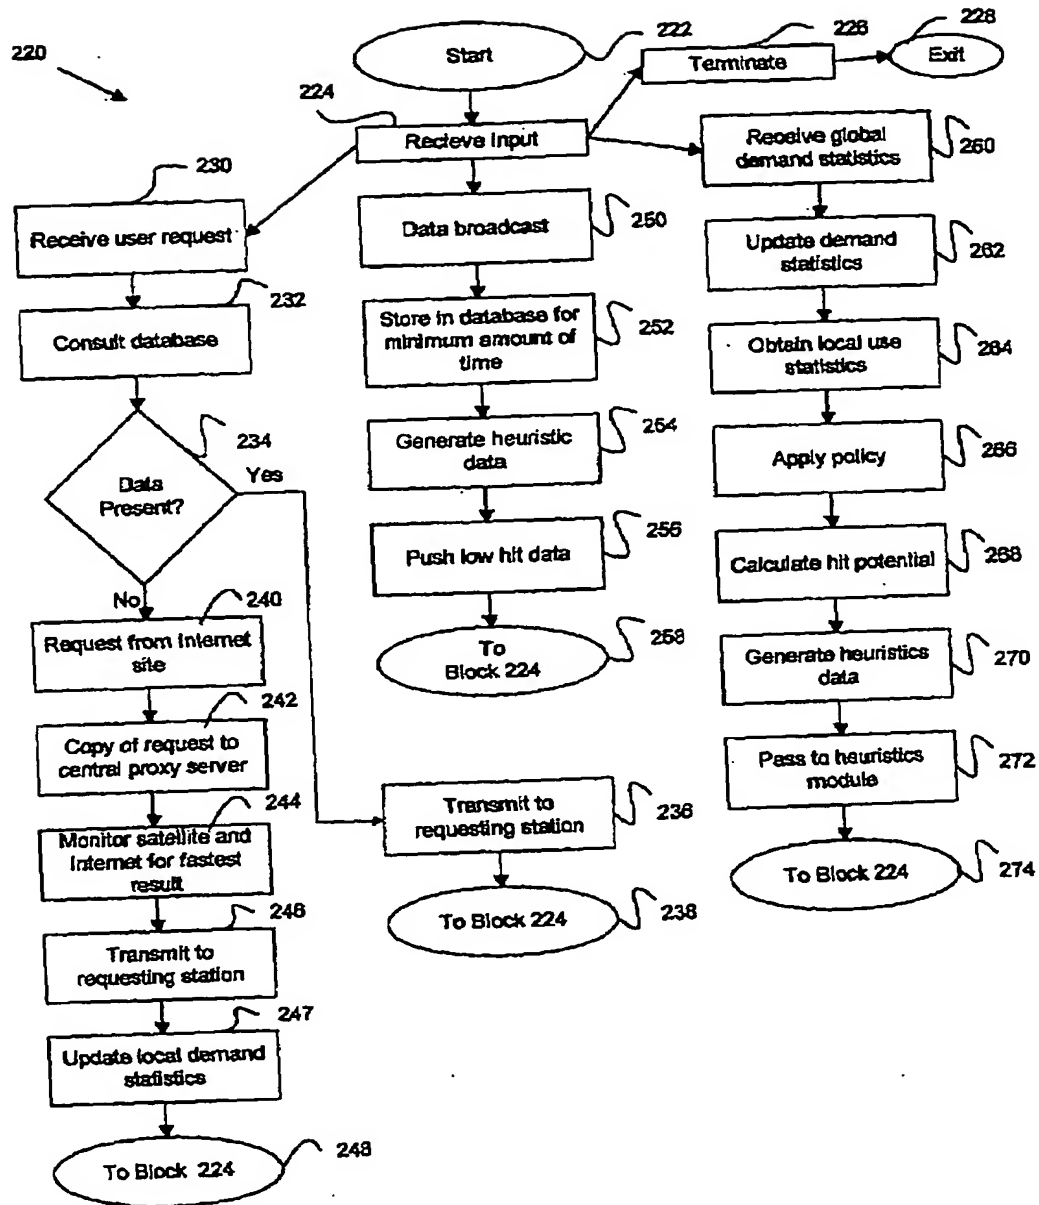 220
Start
222
226
Terminate
228
Exit
224
Recieve Input
230
Receive user request
232
Consult database
234
Data
Present?
Yes
No
240
Request from Internet
site
242
Copy of request to
central proxy server
244
Monitor satellite and
Internet for fastest
result
246
Transmit to
requesting station
247
Update local demand
statistics
To Block 224
248
Data broadcast
250
Store in database for
minimum amount of
time
252
Generate heuristic
data
254
Push low hit data
256
To
Block 224
258
Transmit to
requesting station
236
To Block 224
238
Receive global
demand statistics
260
Update demand
statistics
262
Obtain local use
statistics
264
Apply policy
266
Calculate hit potential
268
Generate heuristics
data
270
Pass to heuristics
module
272
To Block 224
274